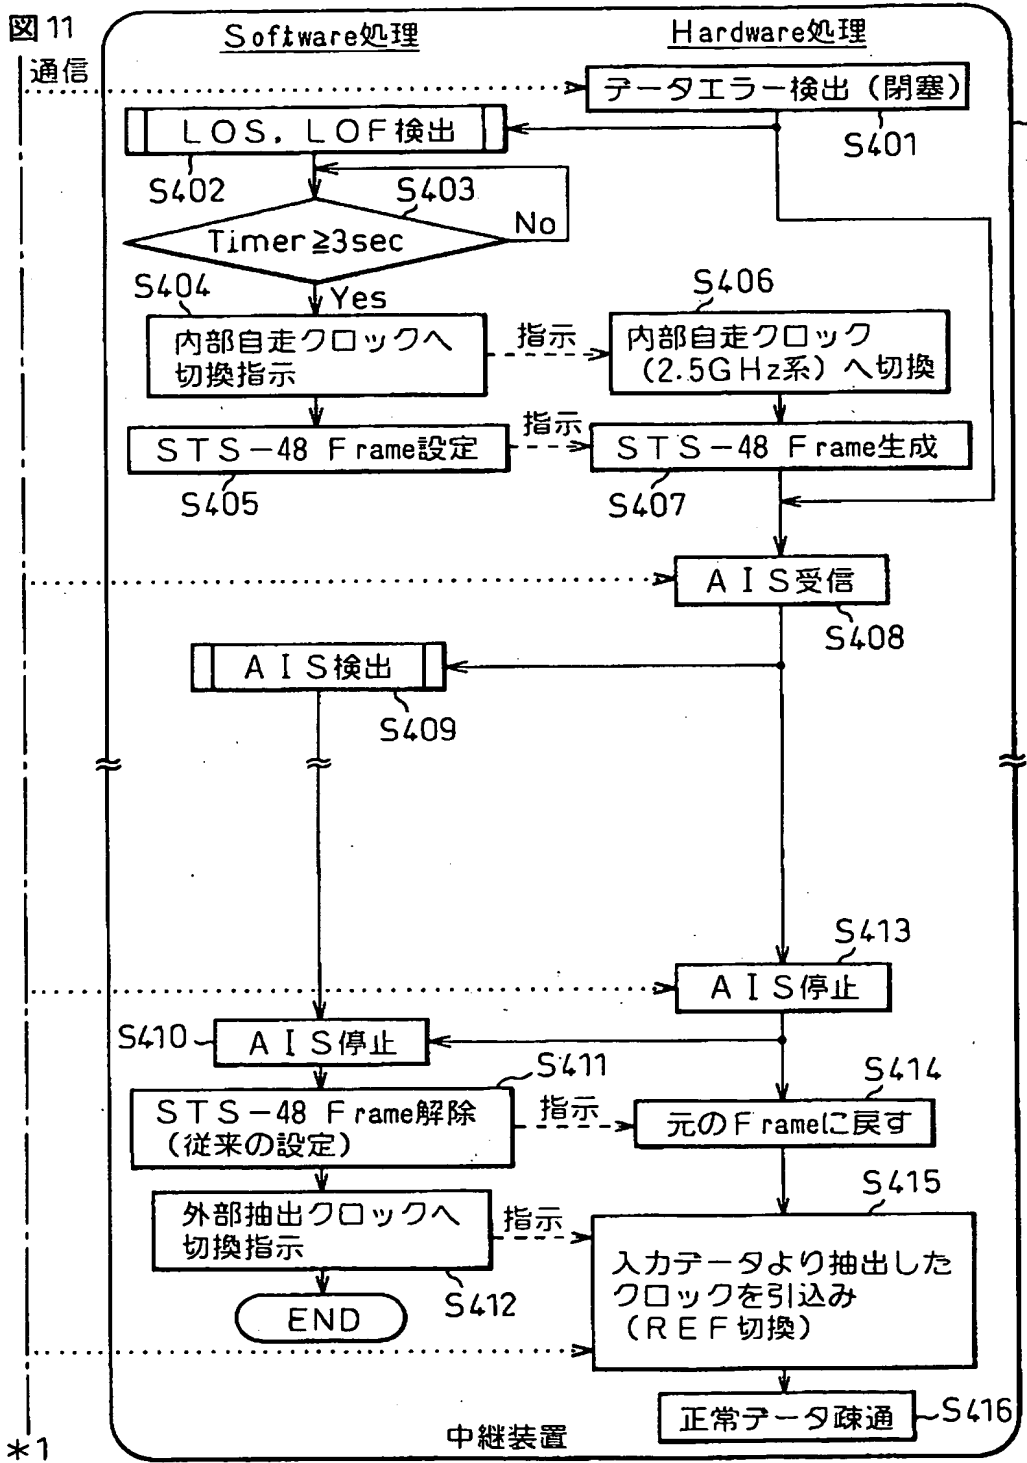 図11
Software処理
Hardware処理
通信
データエラー検出（閉塞）
S401
LOS，LOF検出
S402
S403
Timer≧3sec
No
Yes
S404
内部自走クロックへ
切換指示
指示
S406
内部自走クロック
（2.5GHz系）へ切換
STS−48 Frame設定
S405
指示
STS−48 Frame生成
S407
AIS受信
S408
AIS検出
S409
S413
AIS停止
S410
AIS停止
S411
STS−48 Frame解除
（従来の設定）
指示
S414
元のFrameに戻す
外部抽出クロックへ
切換指示
S412
指示
S415
入力データより抽出した
クロックを引込み
（REF切換）
END
正常データ疎通
S416
中継装置
＊1